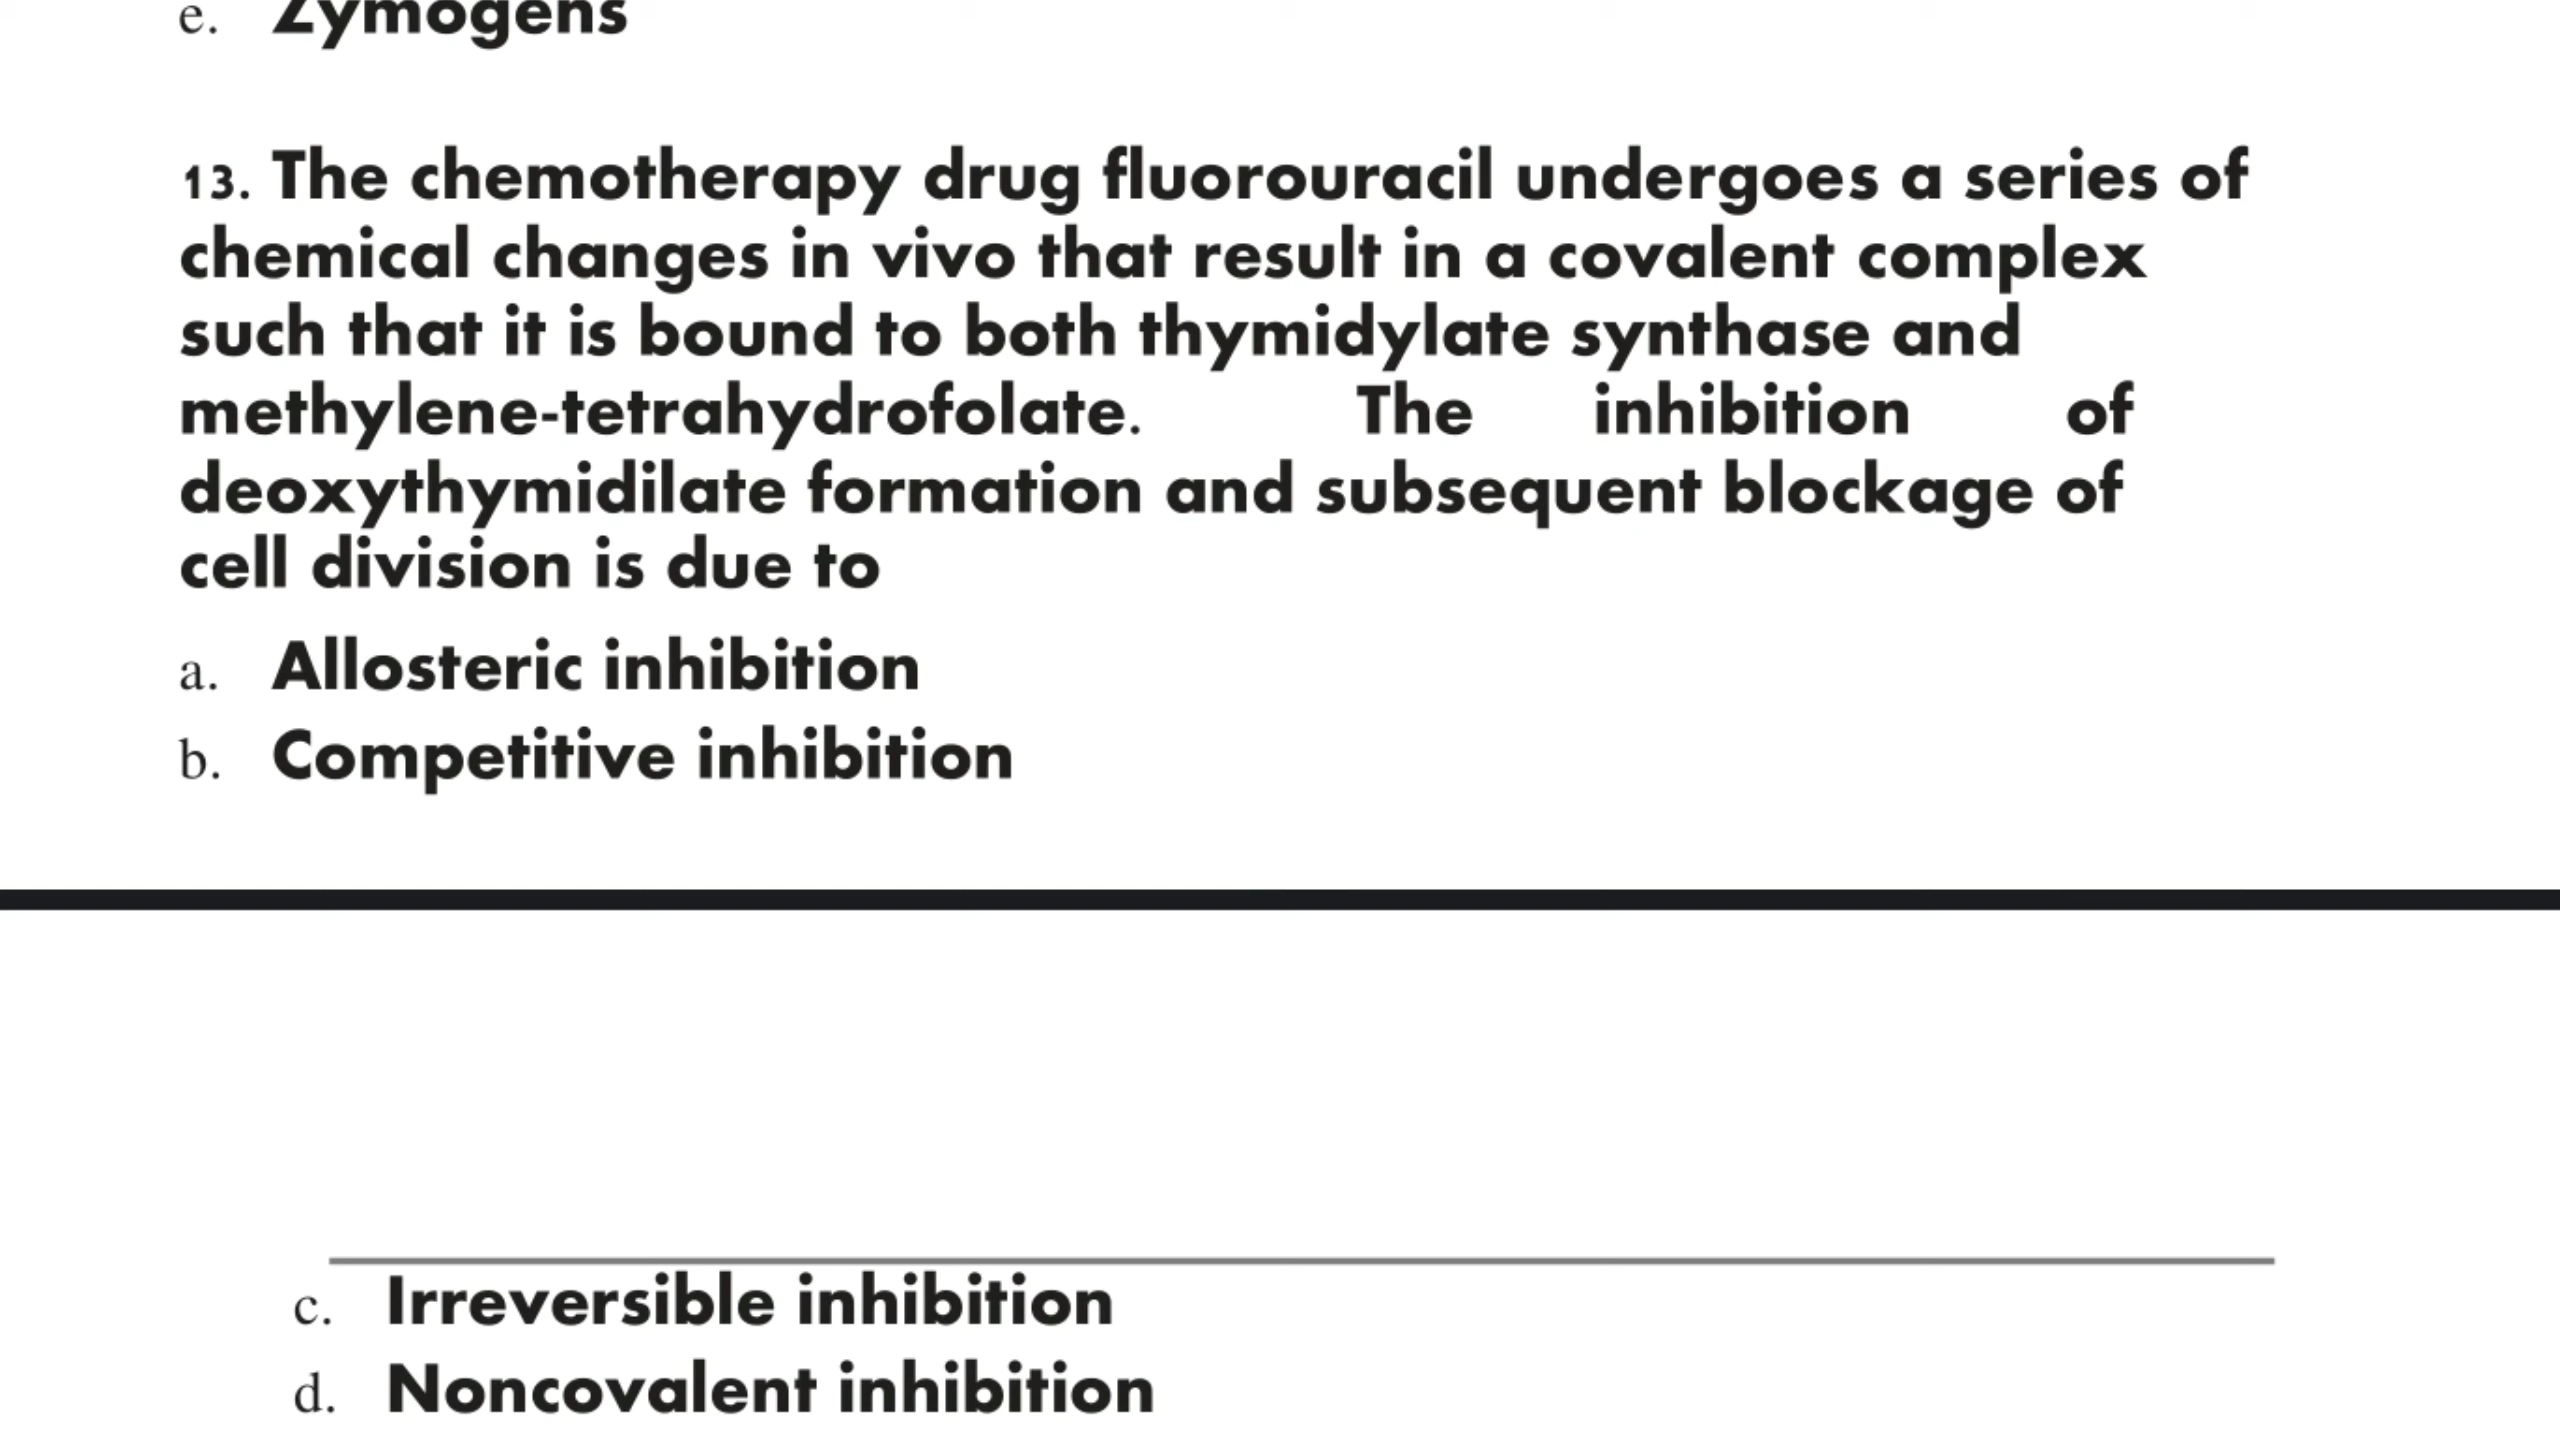 e. Zymogens
13. The chemotherapy drug fluorouracil undergoes a series of
chemical changes in vivo that result in a covalent complex
such that it is bound to both thymidylate synthase and
methylene-tetrahydrofolate. The inhibition of
deoxythymidilate formation and subsequent blockage of
cell division is due to
a. Allosteric inhibition
b. Competitive inhibition
c. Irreversible inhibition
d. Noncovalent inhibition